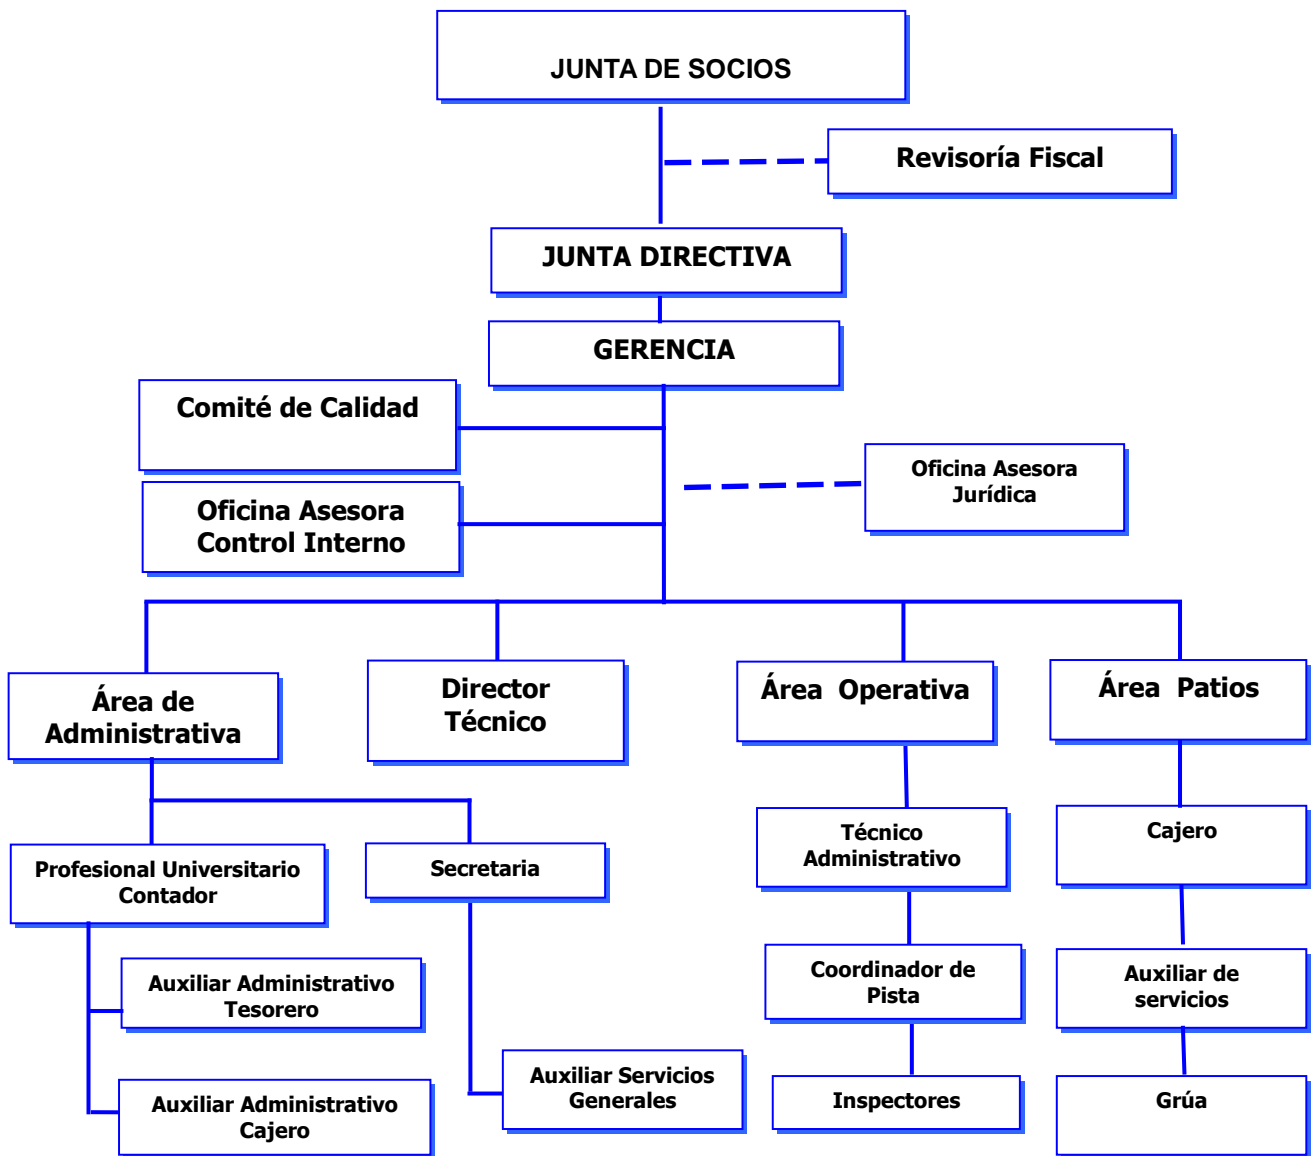 JUNTA DE SOCIOS
Revisoría Fiscal
JUNTA DIRECTIVA
GERENCIA
Comité de Calidad
Oficina Asesora
Jurídica
Oficina Asesora
Control Interno
Área de
Administrativa
Director
Técnico
Área  Operativa
Área  Patios
Profesional Universitario
Contador
Secretaria
Técnico
Administrativo
Cajero
Auxiliar Administrativo
Tesorero
Coordinador de
Pista
Auxiliar de
servicios
Auxiliar Administrativo
Cajero
Auxiliar Servicios
Generales
Inspectores
Grúa